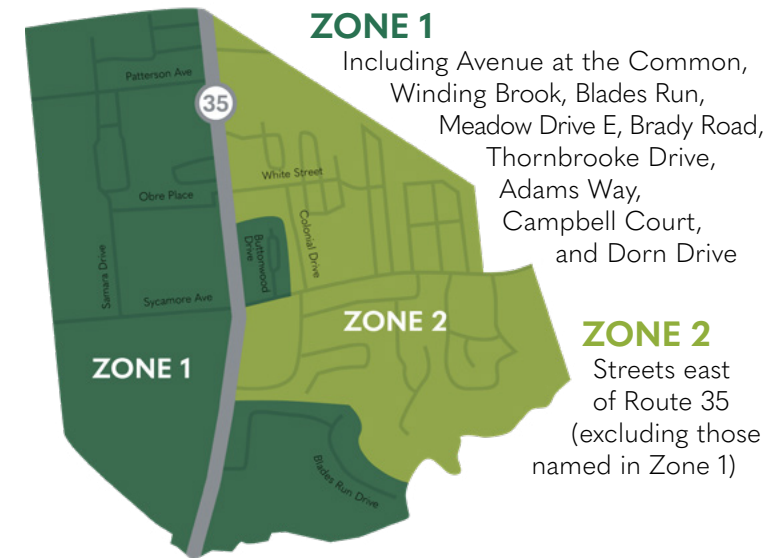 ZONE 1
Including Avenue at the Common,
Winding Brook, Blades Run,
Meadow Drive E, Brady Road,
Thornbrooke Drive,
Adams Way,
Campbell Court,
and Dorn Drive
Patterson Ave
35
White Street
Obre Place
Colonial Drive
Buttonwood
Drive
Samara Drive
Sycamore Ave
ZONE 2
ZONE 1
ZONE 2
Streets east
of Route 35
(excluding those
named in Zone 1)
Blades Run Drive